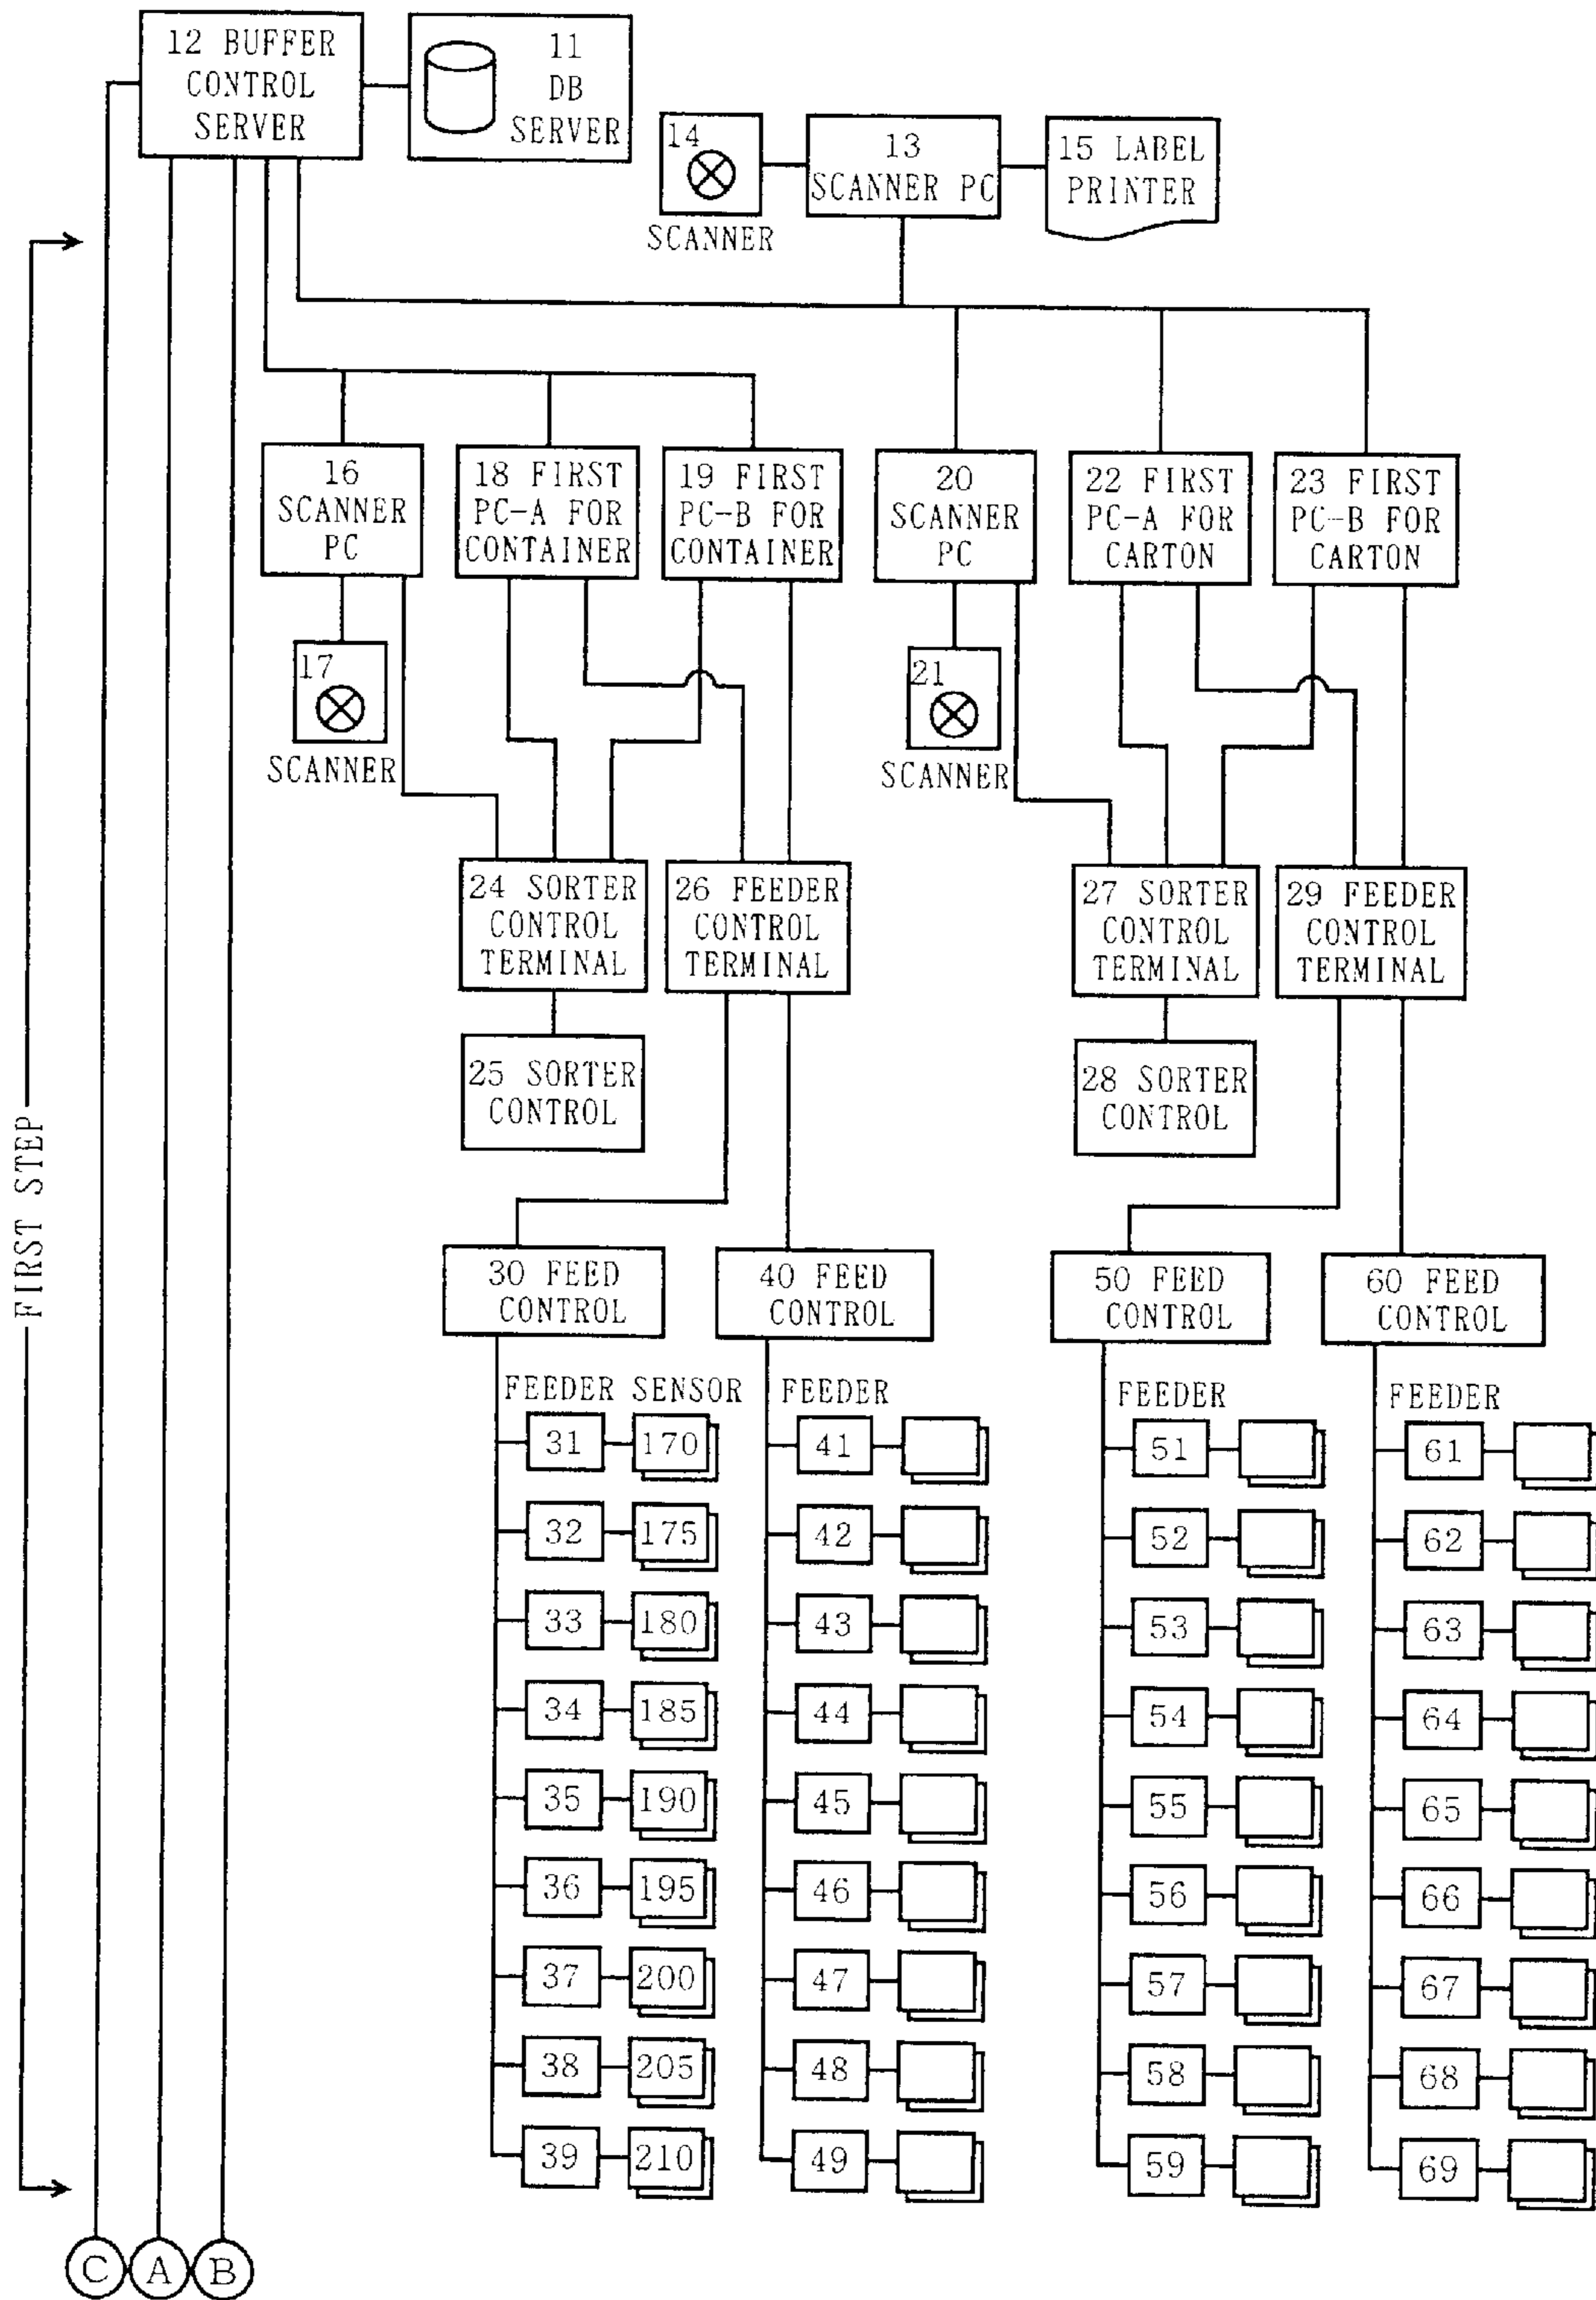 12 BUFFER
CONTROL
SERVER
11
DB
SERVER
14
SCANNER
13
SCANNER PC
15 LABEL
PRINTER
FIRST STEP
16
SCANNER
PC
18 FIRST
PC-A FOR
CONTAINER
19 FIRST
PC-B FOR
CONTAINER
20
SCANNER
PC
22 FIRST
PC-A FOR
CARTON
23 FIRST
PC-B FOR
CARTON
17
SCANNER
21
SCANNER
24 SORTER
CONTROL
TERMINAL
26 FEEDER
CONTROL
TERMINAL
27 SORTER
CONTROL
TERMINAL
29 FEEDER
CONTROL
TERMINAL
25 SORTER
CONTROL
28 SORTER
CONTROL
30 FEED
CONTROL
40 FEED
CONTROL
50 FEED
CONTROL
60 FEED
CONTROL
FEEDER SENSOR FEEDER FEEDER FEEDER
31 170 41 51 61
32 175 42 52 62
33 180 43 53 63
34 185 44 54 64
35 190 45 55 65
36 195 46 56 66
37 200 47 57 67
38 205 48 58 68
39 210 49 59 69
C A B